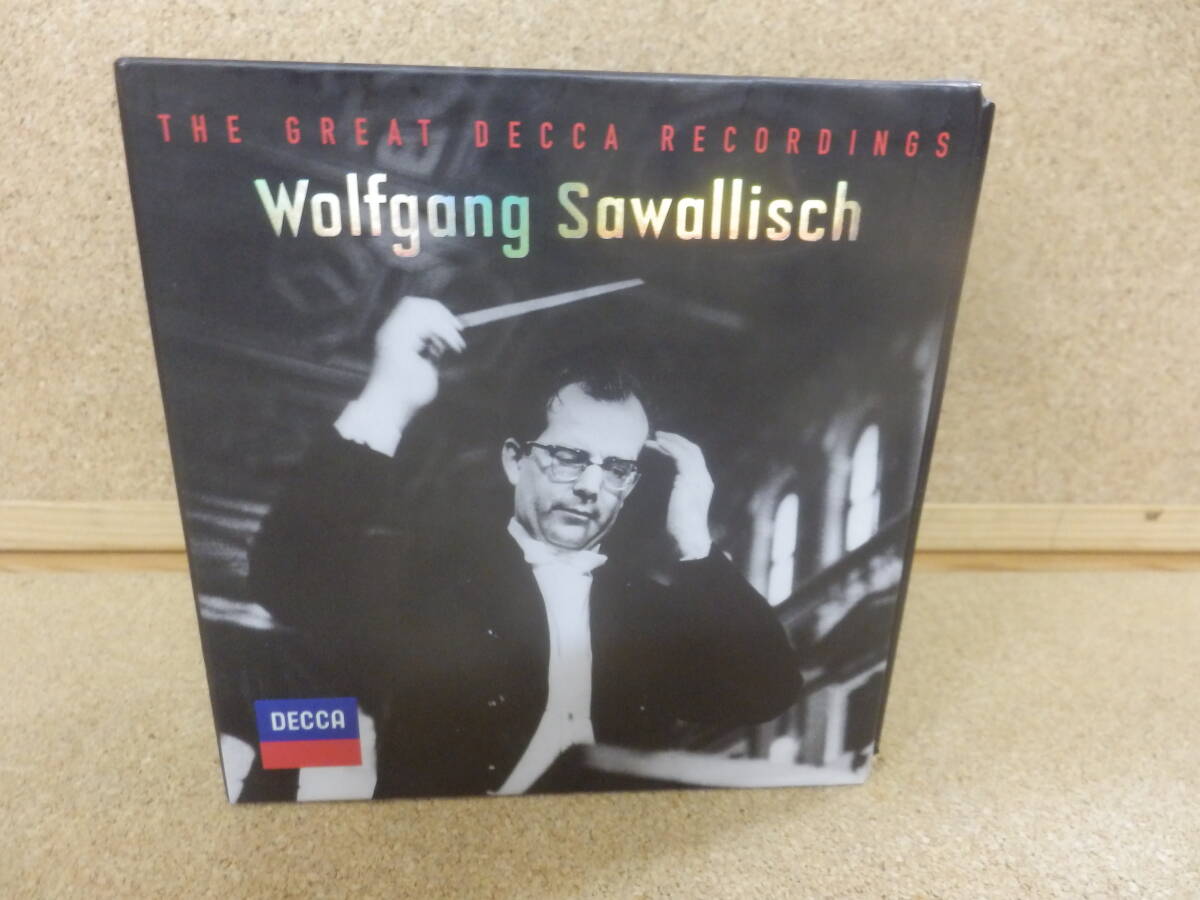 THE GREAT DECCA RECORDINGS
Wolfgang Sawallisch
DECCA